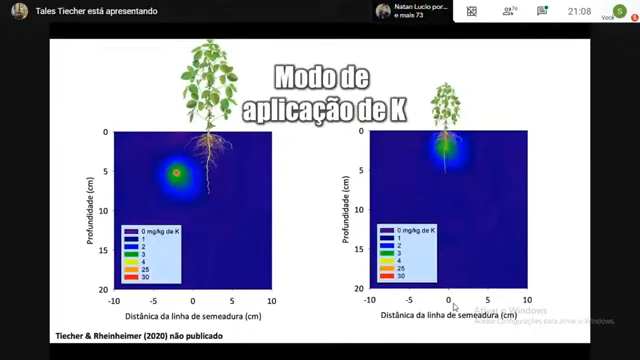 Tales Tiecher está apresentando
Natan Lucio por...
e mais 73
21:08
Você
S
Modo de
aplicação de K
0
5
10
15
20
Profundidade (cm)
0 mg/kg de K
1
2
3
4
25
30
-10
-5
0
5
10
Distânica da linha de semeadura (cm)
0
5
10
15
20
Profundidade (cm)
0 mg/kg de K
1
2
3
4
25
30
-10
-5
0
5
10
Distânica da linha de semeadura (cm)
Ativar o Windows
Acesse Configurações para ativar o Windows.
Tiecher & Rheinheimer (2020) não publicado